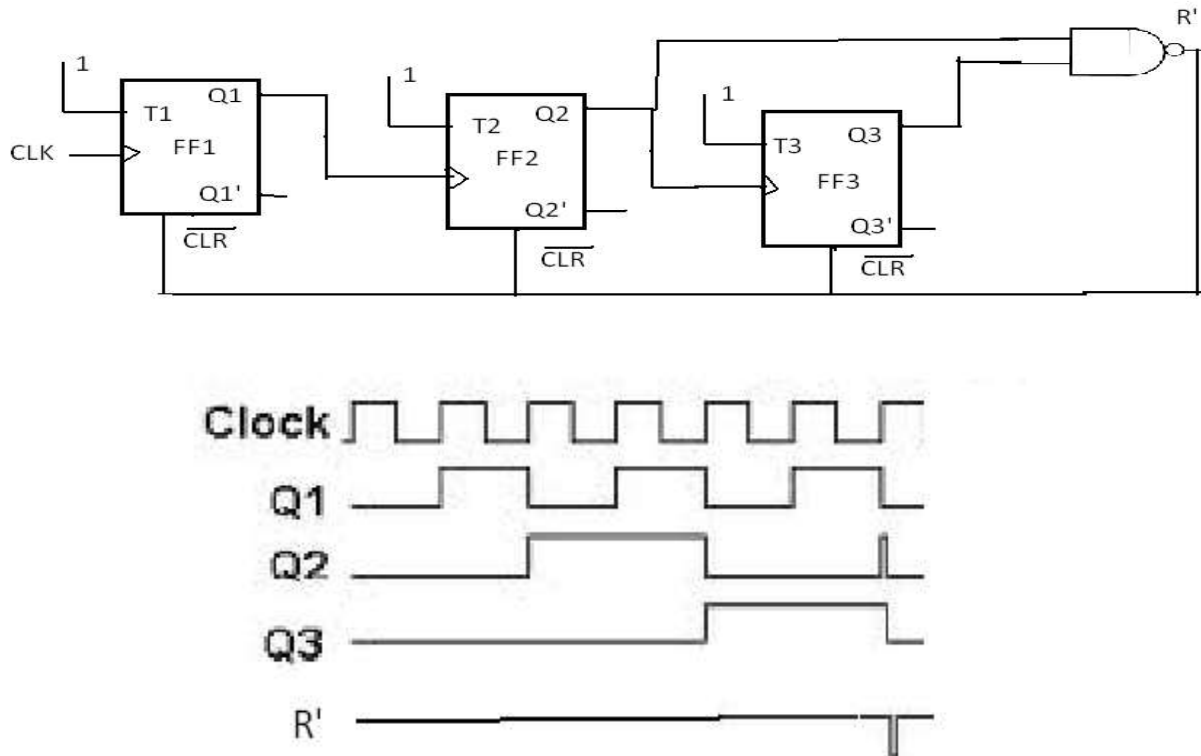 R'
1
1
1
T1
Q1
T2
Q2
T3
Q3
CLK
FF1
FF2
FF3
Q1'
Q2'
Q3'
CLR
CLR
CLR
Clock
Q1
Q2
Q3
R'